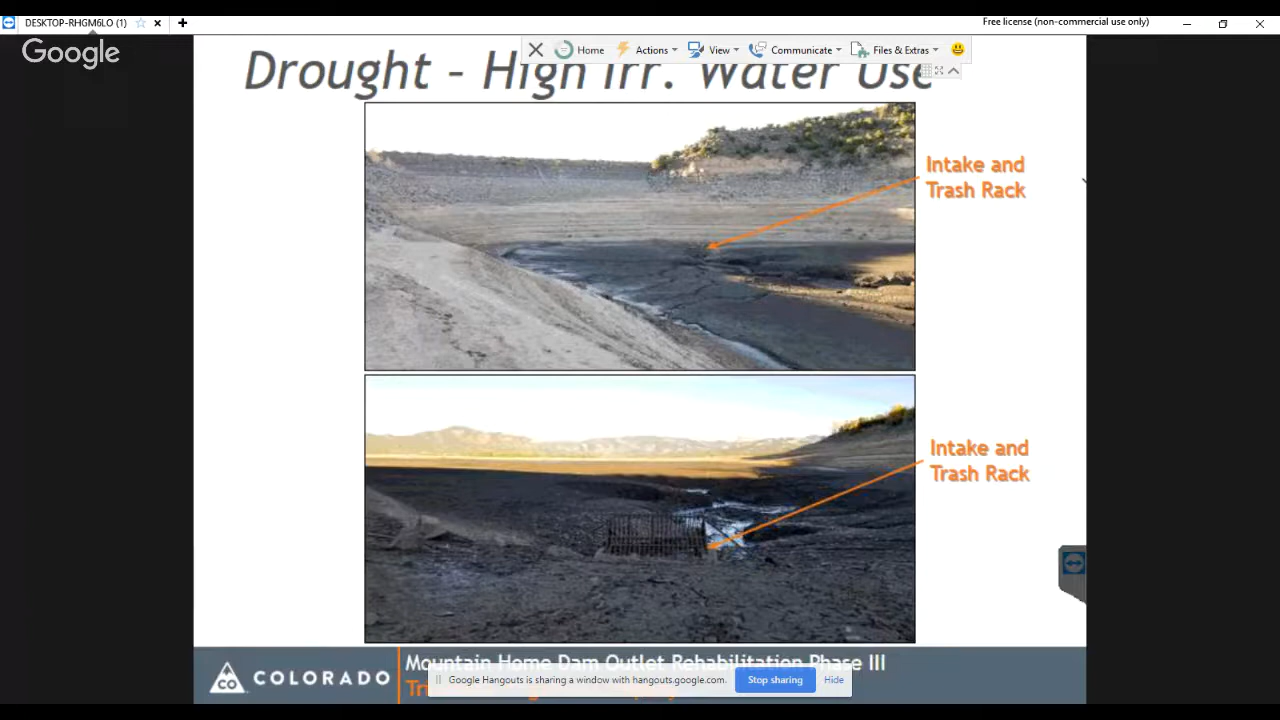 DESKTOP-RHGM6LO (1)
Free license (non-commercial use only)
Google
Home Actions View Communicate Files & Extras
Drought - High Irr. Water Use
Intake and
Trash Rack
Intake and
Trash Rack
CO
COLORADO
Mountain Home Dam Outlet Rehabilitation Phase III
Google Hangouts is sharing a window with hangouts.google.com. Stop sharing Hide